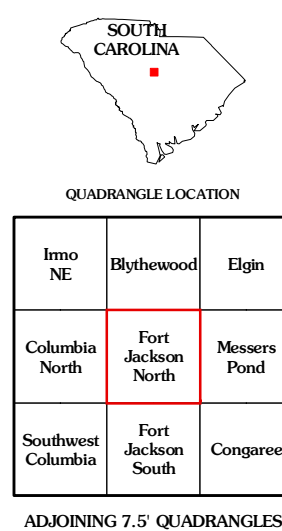 SOUTH
CAROLINA
QUADRANGLE LOCATION
Irmo
NE
Blythewood
Elgin
Columbia
North
Fort
Jackson
North
Messers
Pond
Southwest
Columbia
Fort
Jackson
South
Congaree
ADJOINING 7.5' QUADRANGLES